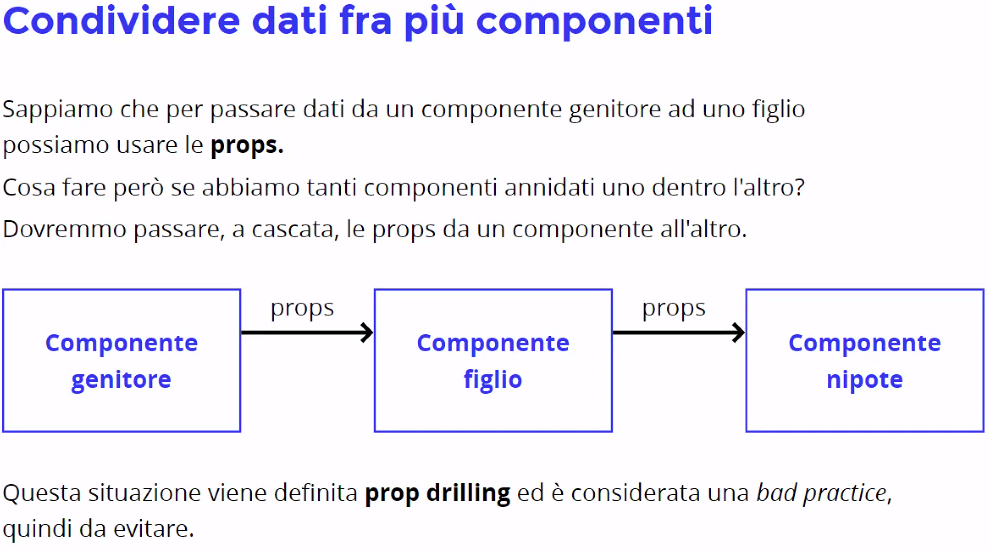 Condividere dati fra più componenti
Sappiamo che per passare dati da un componente genitore ad uno figlio
possiamo usare le props.
Cosa fare però se abbiamo tanti componenti annidati uno dentro l'altro?
Dovremmo passare, a cascata, le props da un componente all'altro.
props
props
Componente
genitore
Componente
figlio
Componente
nipote
Questa situazione viene definita prop drilling ed è considerata una bad practice,
quindi da evitare.